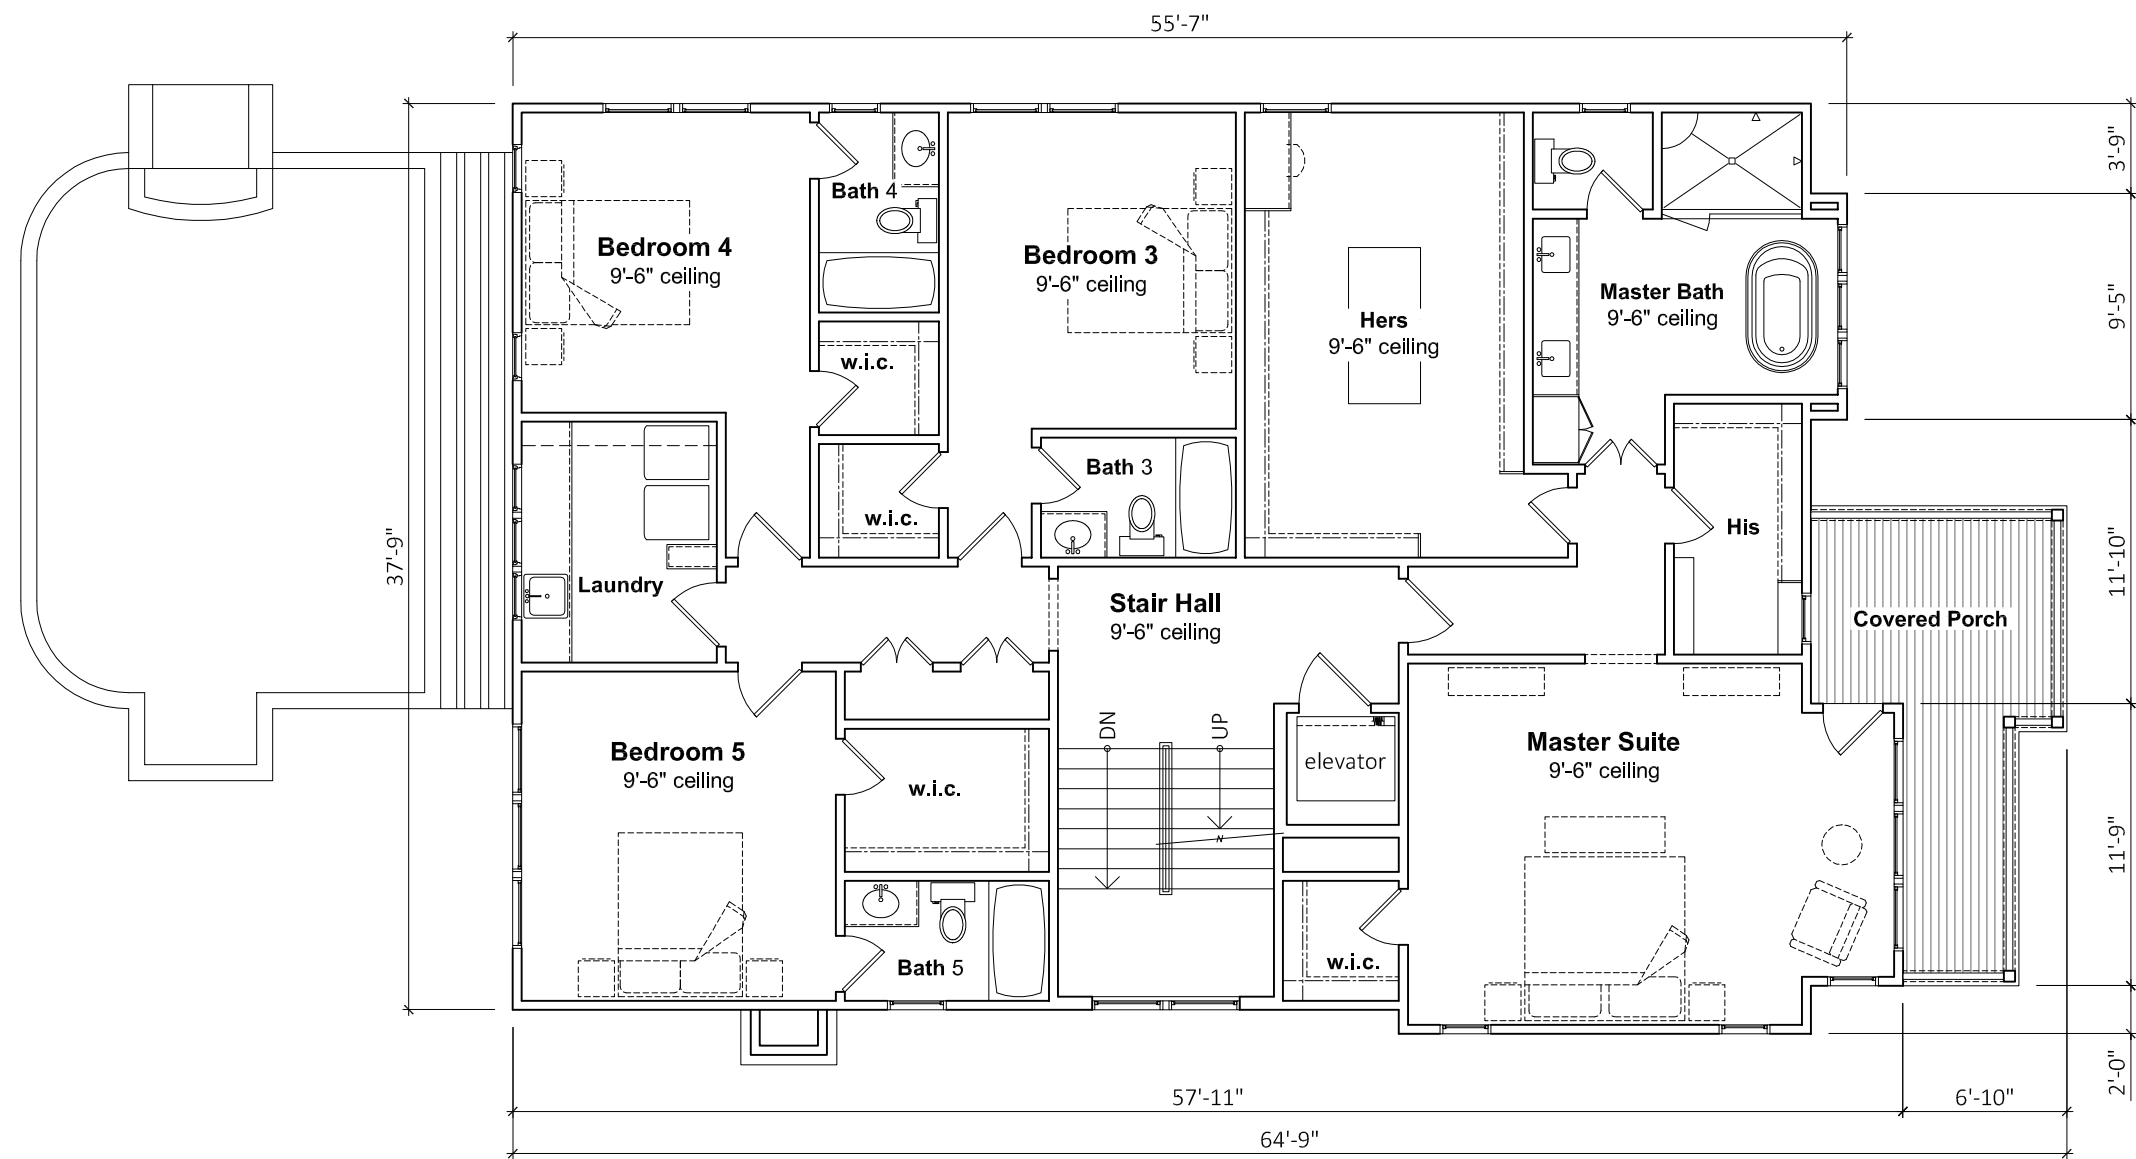 55'-7"
3'-9"
Bath 4
Bedroom 4
9'-6" ceiling
Bedroom 3
9'-6" ceiling
Master Bath
9'-6" ceiling
9'-5"
Hers
9'-6" ceiling
w.i.c.
Bath 3
w.i.c.
His
37'-9"
Laundry
11'-10"
Stair Hall
9'-6" ceiling
Covered Porch
DN
UP
Bedroom 5
9'-6" ceiling
elevator
Master Suite
9'-6" ceiling
w.i.c.
11'-9"
Bath 5
w.i.c.
2'-0"
57'-11"
6'-10"
64'-9"